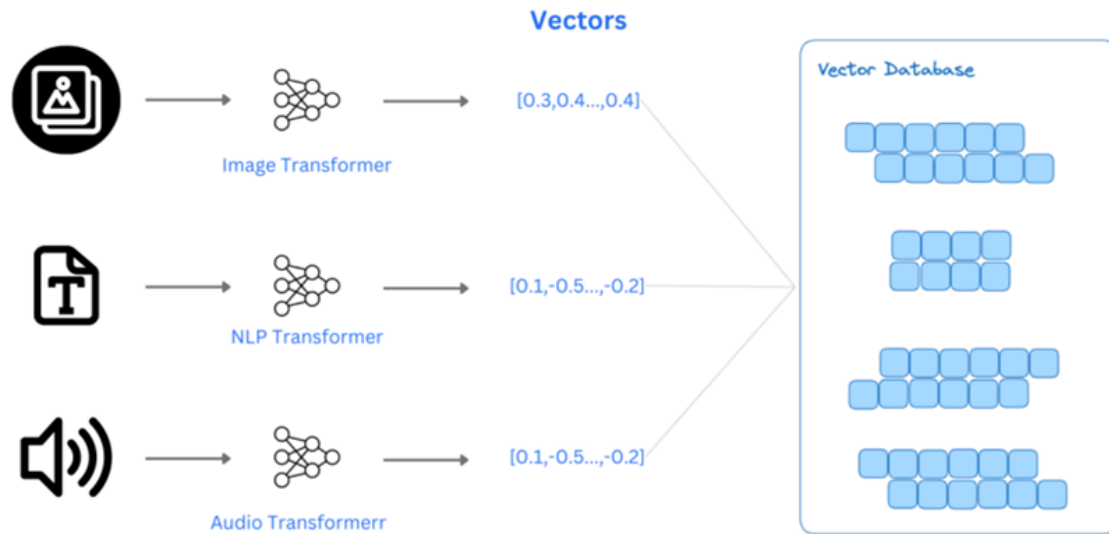 Vectors
Vector Database
[0.3,0.4...,0.4]
Image Transformer
T
[0.1,-0.5...,-0.2]
NLP Transformer
[0.1,-0.5...,-0.2]
Audio Transformerr